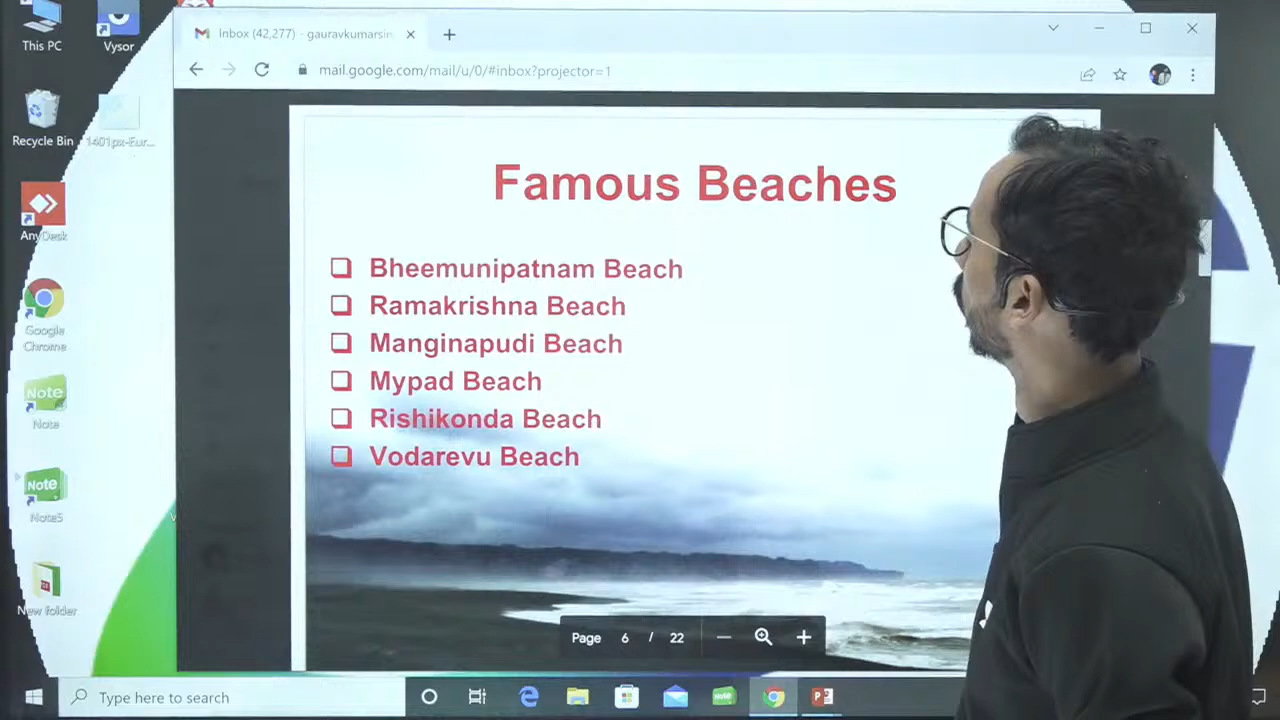 This PC
Vysor
Recycle Bin
1401px-Eur...
AnyDesk
Google
Chrome
Note
Note5
New folder
Inbox (42,277) - gauravkumarsin
mail.google.com/mail/u/0/#inbox?projector=1
Famous Beaches
Bheemunipatnam Beach
Ramakrishna Beach
Manginapudi Beach
Mypad Beach
Rishikonda Beach
Vodarevu Beach
Page 6 / 22
Type here to search